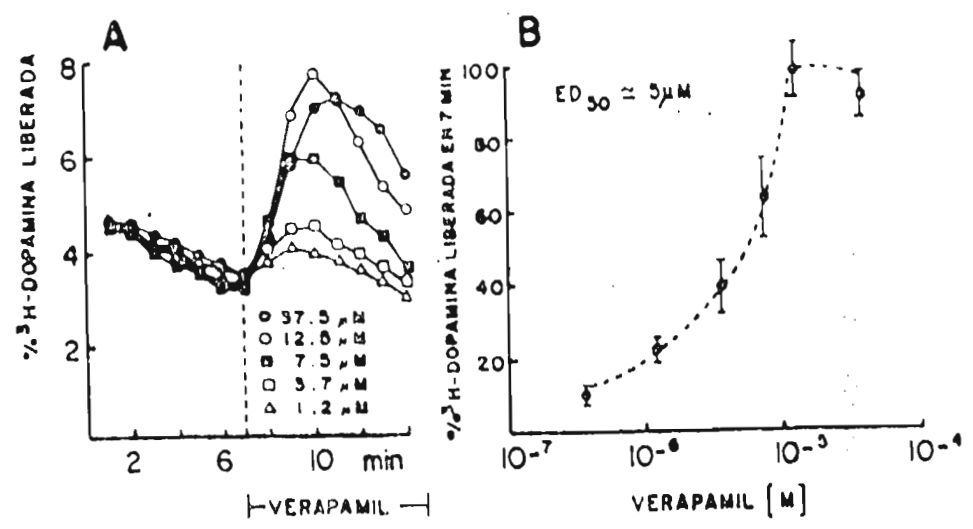 A
%³H-DOPAMINA LIBERADA
8
6
4
2
37.5 µM
12.5 µM
7.5 µM
3.7 µM
1.2 µM
2 6 10 min
VERAPAMIL
B
%³H-DOPAMINA LIBERADA EN 7 MIN
ED50 ≃ 5µM
100
80
60
40
20
10-7 10-6 10-5 10-4
VERAPAMIL [M]